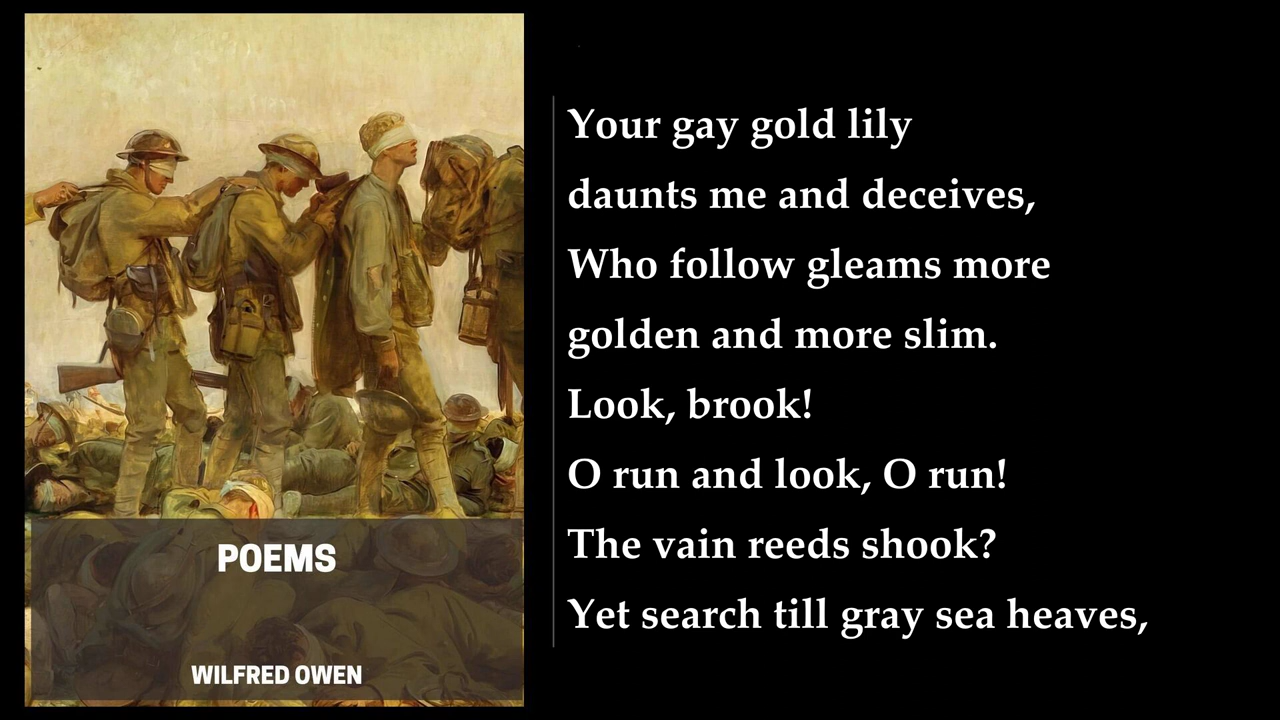 POEMS
WILFRED OWEN
Your gay gold lily
daunts me and deceives,
Who follow gleams more
golden and more slim.
Look, brook!
O run and look, O run!
The vain reeds shook?
Yet search till gray sea heaves,